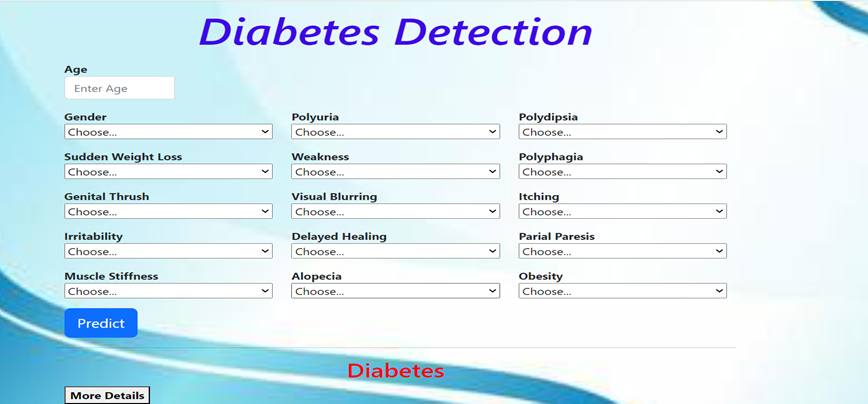 Diabetes Detection
Age
Enter Age
Gender Polyuria Polydipsia
Choose... Choose... Choose...
Sudden Weight Loss Weakness Polyphagia
Choose... Choose... Choose...
Genital Thrush Visual Blurring Itching
Choose... Choose... Choose...
Irritability Delayed Healing Parial Paresis
Choose... Choose... Choose...
Muscle Stiffness Alopecia Obesity
Choose... Choose... Choose...
Predict
Diabetes
More Details